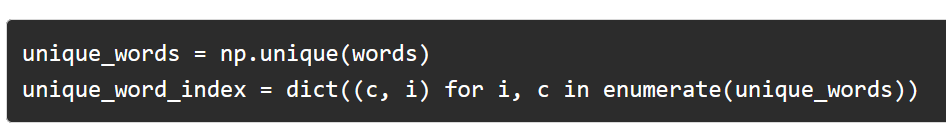 unique_words = np.unique(words)
unique_word_index = dict((c, i) for i, c in enumerate(unique_words))